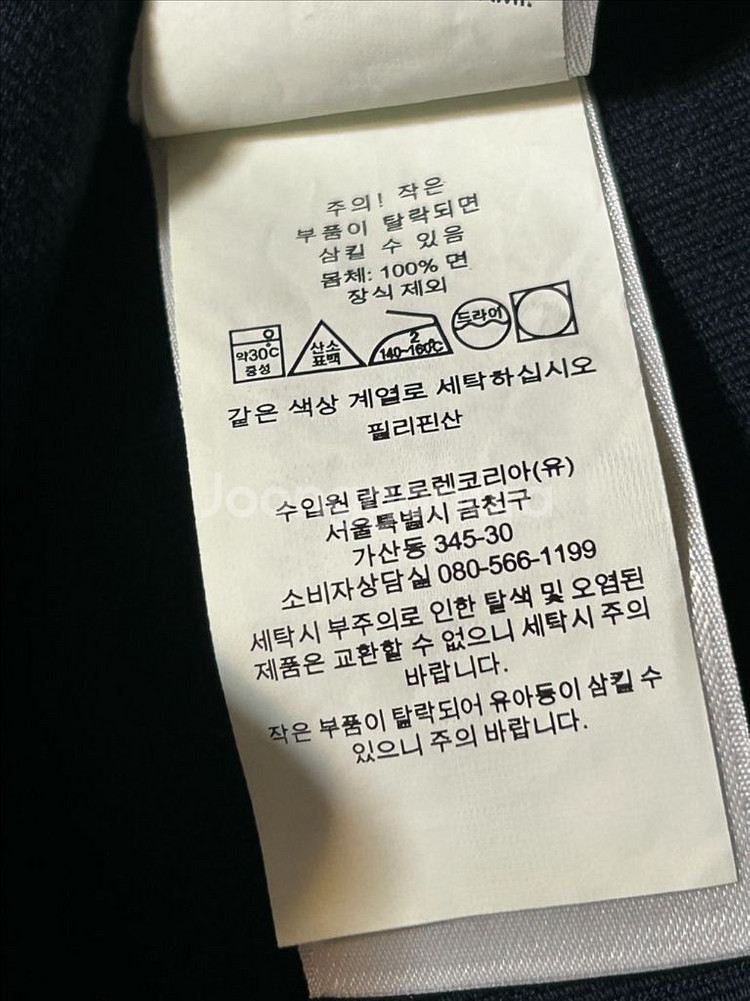 주의! 작은
부품이 탈락되면
삼킬 수 있음
몸체: 100% 면
장식 제외
약30℃
중성
산소
표백
2
140~160℃
드라이
같은 색상 계열로 세탁하십시오
필리핀산
수입원 랄프로렌코리아(유)
서울특별시 금천구
가산동 345-30
소비자상담실 080-566-1199
세탁시 부주의로 인한 탈색 및 오염된
제품은 교환할 수 없으니 세탁시 주의
바랍니다.
작은 부품이 탈락되어 유아등이 삼킬 수
있으니 주의 바랍니다.